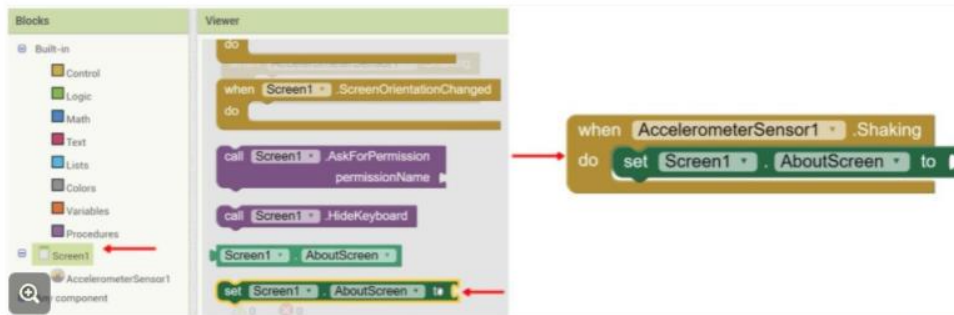 Blocks
Built-in
Control
Logic
Math
Text
Lists
Colors
Variables
Procedures
Screen1
AccelerometerSensor1
component
Viewer
do
when Screen1 .ScreenOrientationChanged
do
call Screen1 .AskForPermission
permissionName
call Screen1 .HideKeyboard
Screen1 . AboutScreen
set Screen1 . AboutScreen to
0 0
when AccelerometerSensor1 .Shaking
do set Screen1 . AboutScreen to